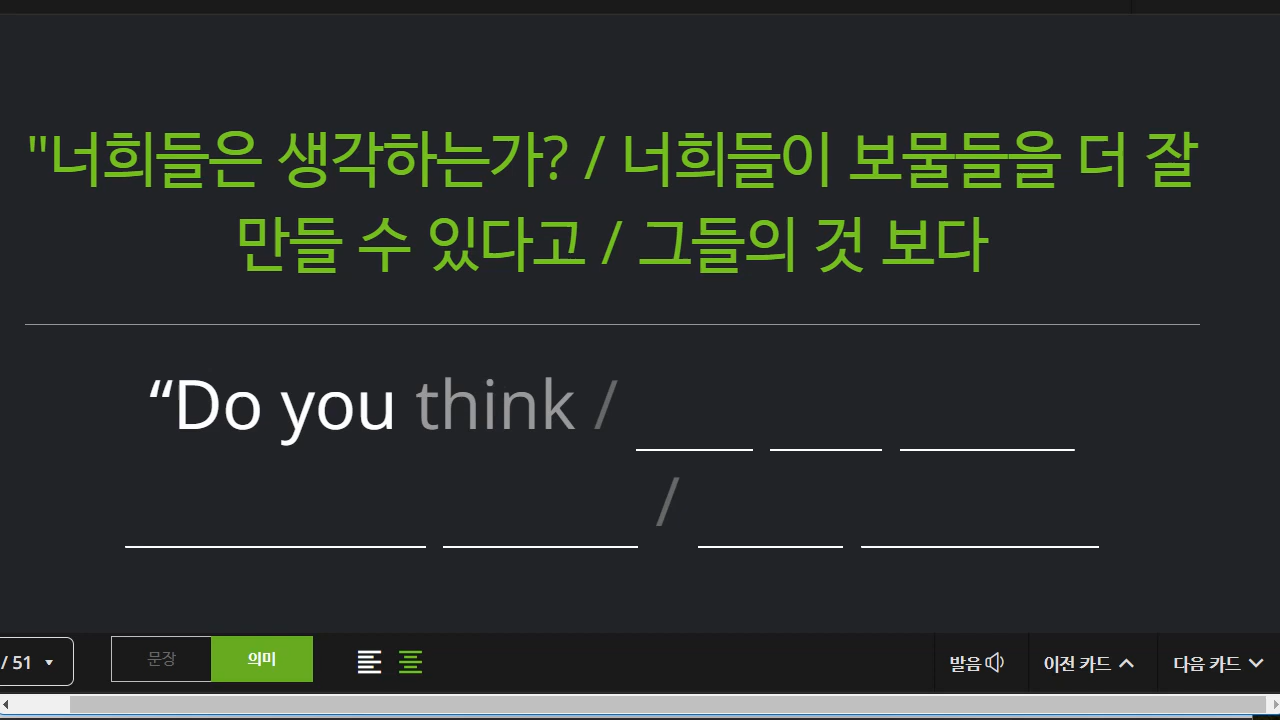 "너희들은 생각하는가? / 너희들이 보물들을 더 잘
만들 수 있다고 / 그들의 것 보다
“Do you think /
/
/ 51
문장
의미
발음
이전 카드
다음 카드